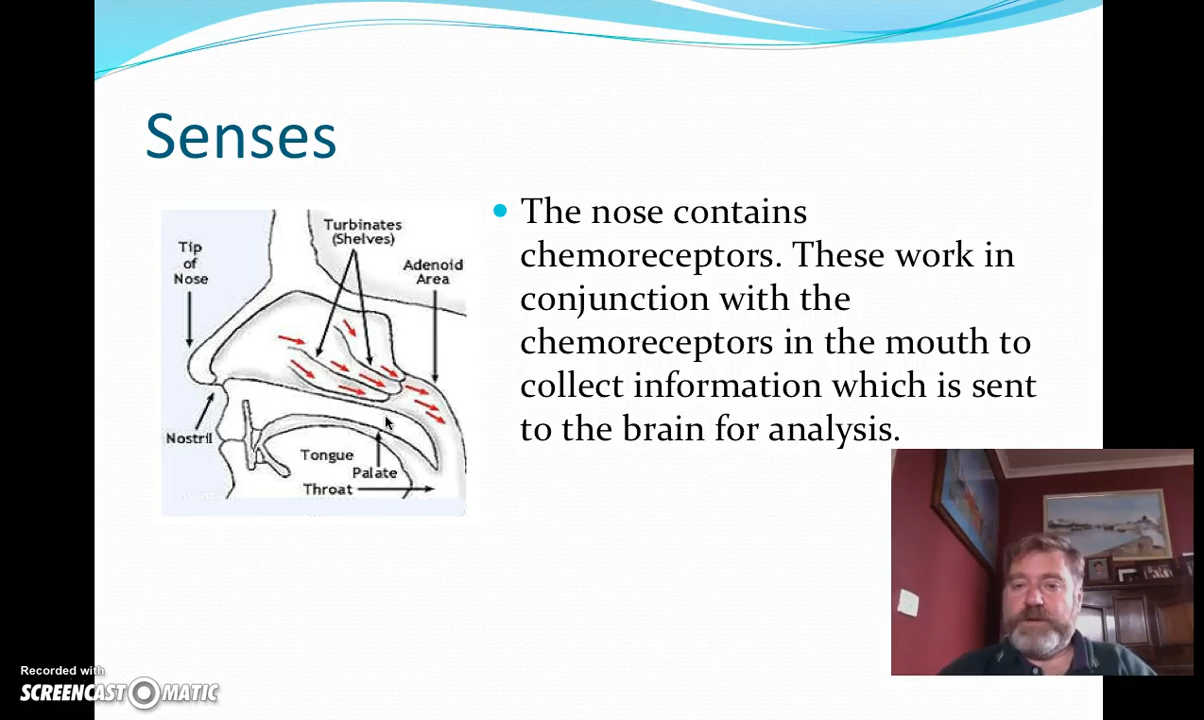 Senses
Turbinates
(Shelves)
Tip
of
Nose
Adenoid
Area
Nostril
Tongue
Palate
Throat
The nose contains
chemoreceptors. These work in
conjunction with the
chemoreceptors in the mouth to
collect information which is sent
to the brain for analysis.
Recorded with
SCREENCAST MATIC